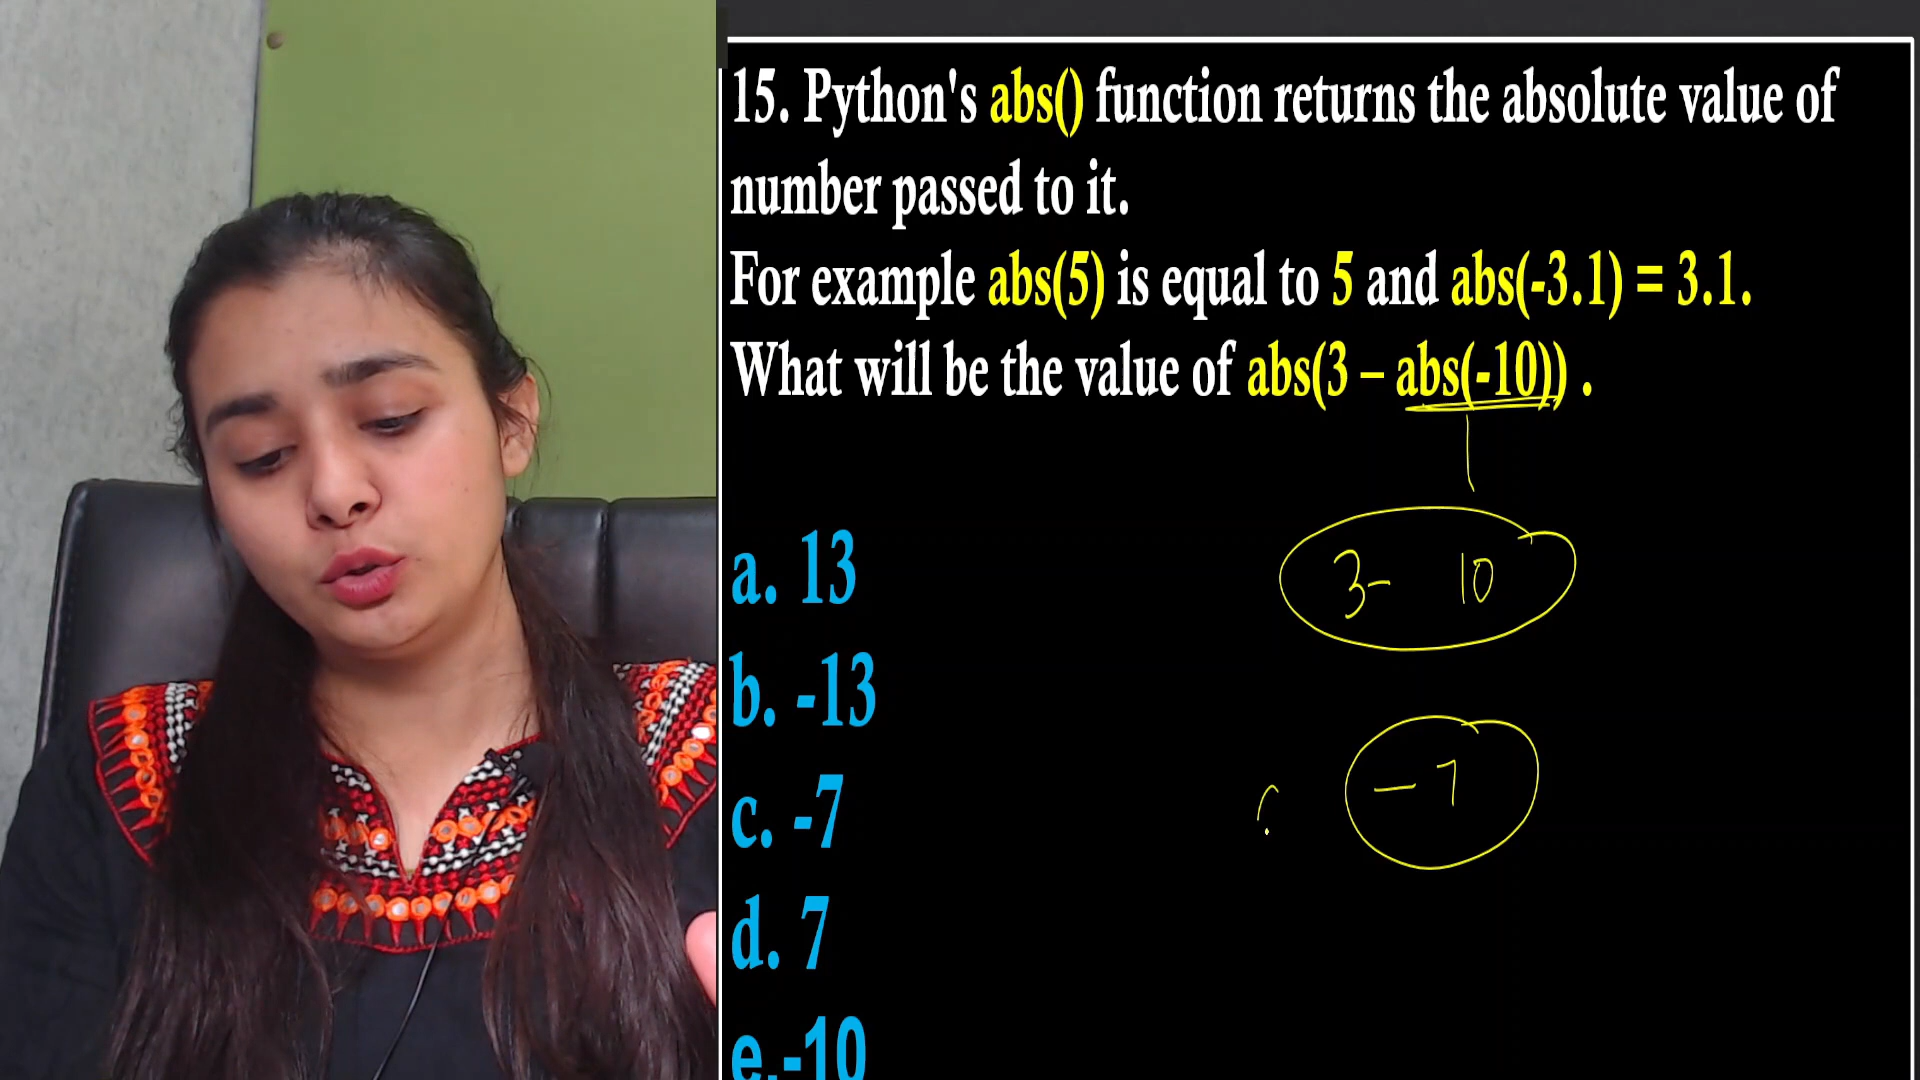 15. Python's abs() function returns the absolute value of
number passed to it.
For example abs(5) is equal to 5 and abs(-3.1) = 3.1.
What will be the value of abs(3 – abs(-10)) .
3- 10
a. 13
b. -13
- 7
c. -7
d. 7
e.-10